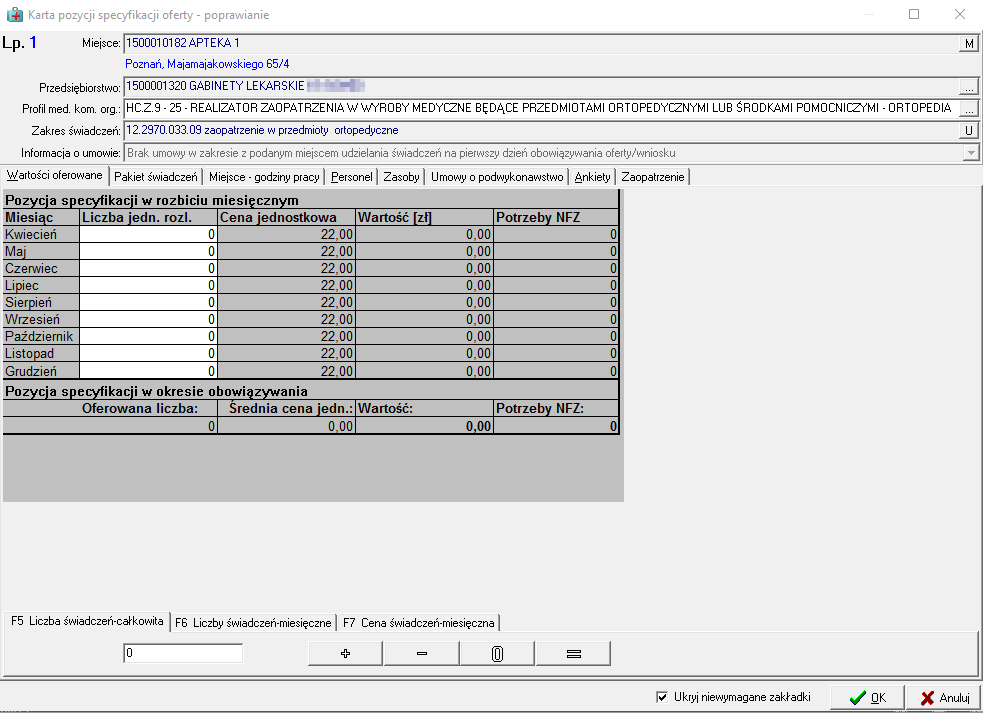 Karta pozycji specyfikacji oferty - poprawianie
Lp. 1 Miejsce: 1500010182 APTEKA 1 M
Poznań, Majamajakowskiego 65/4
Przedsiębiorstwo: 1500001320 GABINETY LEKARSKIE ...
Profil med. kom. org.: HC.Z.9 - 25 - REALIZATOR ZAOPATRZENIA W WYROBY MEDYCZNE BĘDĄCE PRZEDMIOTAMI ORTOPEDYCZNYMI LUB ŚRODKAMI POMOCNICZYMI - ORTOPEDIA ...
Zakres świadczeń: 12.2970.033.09 zaopatrzenie w przedmioty ortopedyczne U
Informacja o umowie: Brak umowy w zakresie z podanym miejscem udzielania świadczeń na pierwszy dzień obowiązywania oferty/wniosku
Wartości oferowane Pakiet świadczeń Miejsce - godziny pracy Personel Zasoby Umowy o podwykonawstwo Ankiety Zaopatrzenie
Pozycja specyfikacji w rozbiciu miesięcznym
Miesiąc Liczba jedn. rozl. Cena jednostkowa Wartość [zł] Potrzeby NFZ
Kwiecień 0 22,00 0,00 0
Maj 0 22,00 0,00 0
Czerwiec 0 22,00 0,00 0
Lipiec 0 22,00 0,00 0
Sierpień 0 22,00 0,00 0
Wrzesień 0 22,00 0,00 0
Październik 0 22,00 0,00 0
Listopad 0 22,00 0,00 0
Grudzień 0 22,00 0,00 0
Pozycja specyfikacji w okresie obowiązywania
Oferowana liczba: Średnia cena jedn.: Wartość: Potrzeby NFZ:
0 0,00 0,00 0
F5 Liczba świadczeń-całkowita F6 Liczby świadczeń-miesięczne F7 Cena świadczeń-miesięczna
0 + - 0 =
Ukryj niewymagane zakładki OK Anuluj